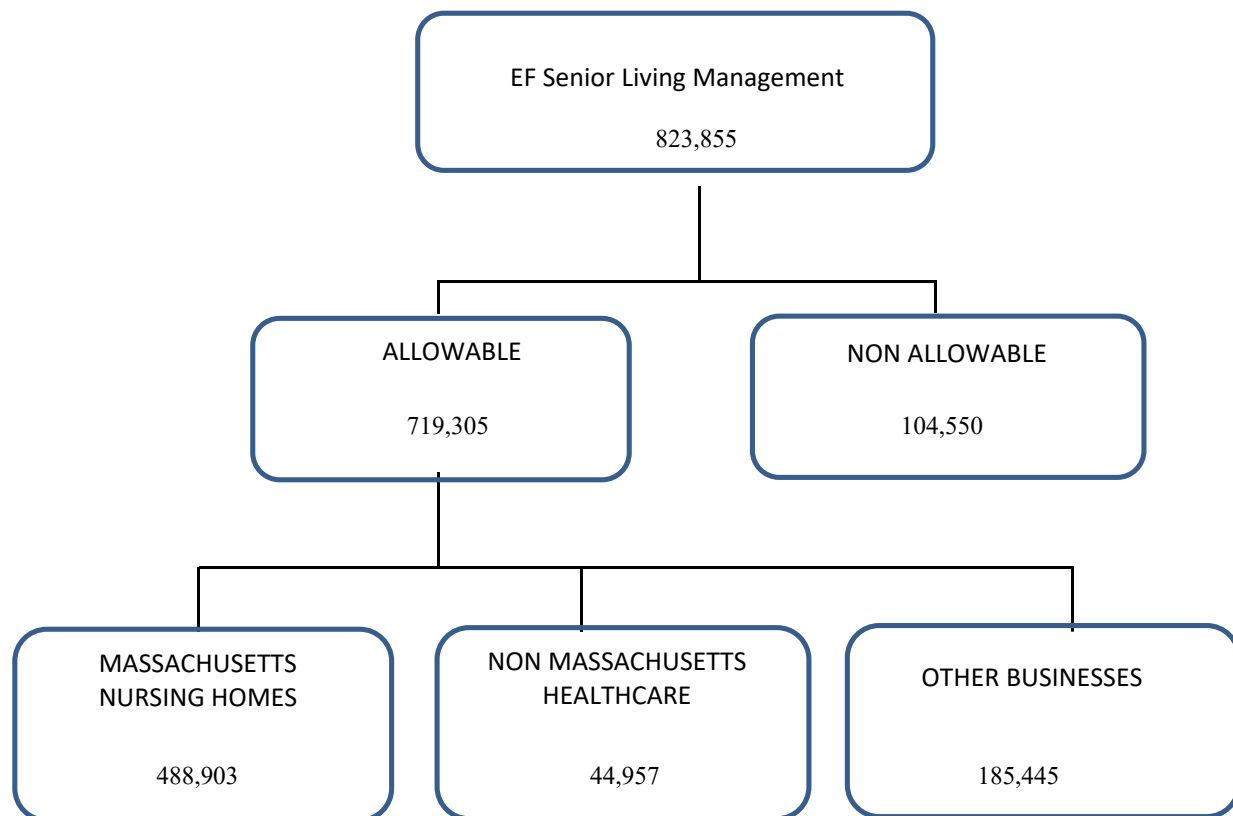 EF Senior Living Management
823,855
ALLOWABLE
719,305
NON ALLOWABLE
104,550
MASSACHUSETTS
NURSING HOMES
488,903
NON MASSACHUSETTS
HEALTHCARE
44,957
OTHER BUSINESSES
185,445